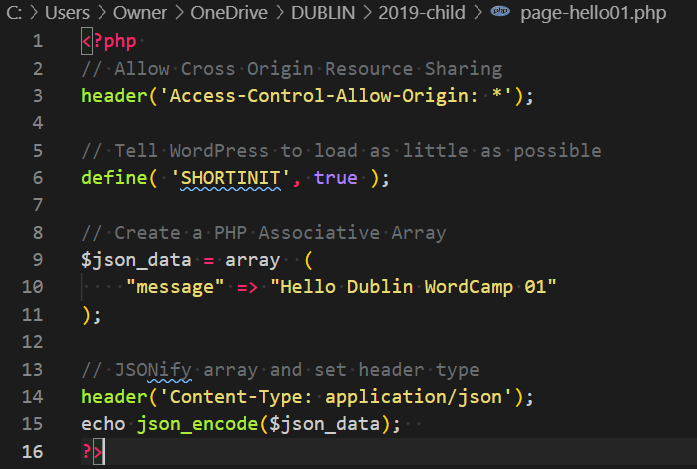 C: > Users > Owner > OneDrive > DUBLIN > 2019-child > php page-hello01.php
1 <?php
2 // Allow Cross Origin Resource Sharing
3 header('Access-Control-Allow-Origin: *');
4
5 // Tell WordPress to load as little as possible
6 define( 'SHORTINIT', true );
7
8 // Create a PHP Associative Array
9 $json_data = array  (
10     "message" => "Hello Dublin WordCamp 01"
11 );
12
13 // JSONify array and set header type
14 header('Content-Type: application/json');
15 echo json_encode($json_data);
16 ?>